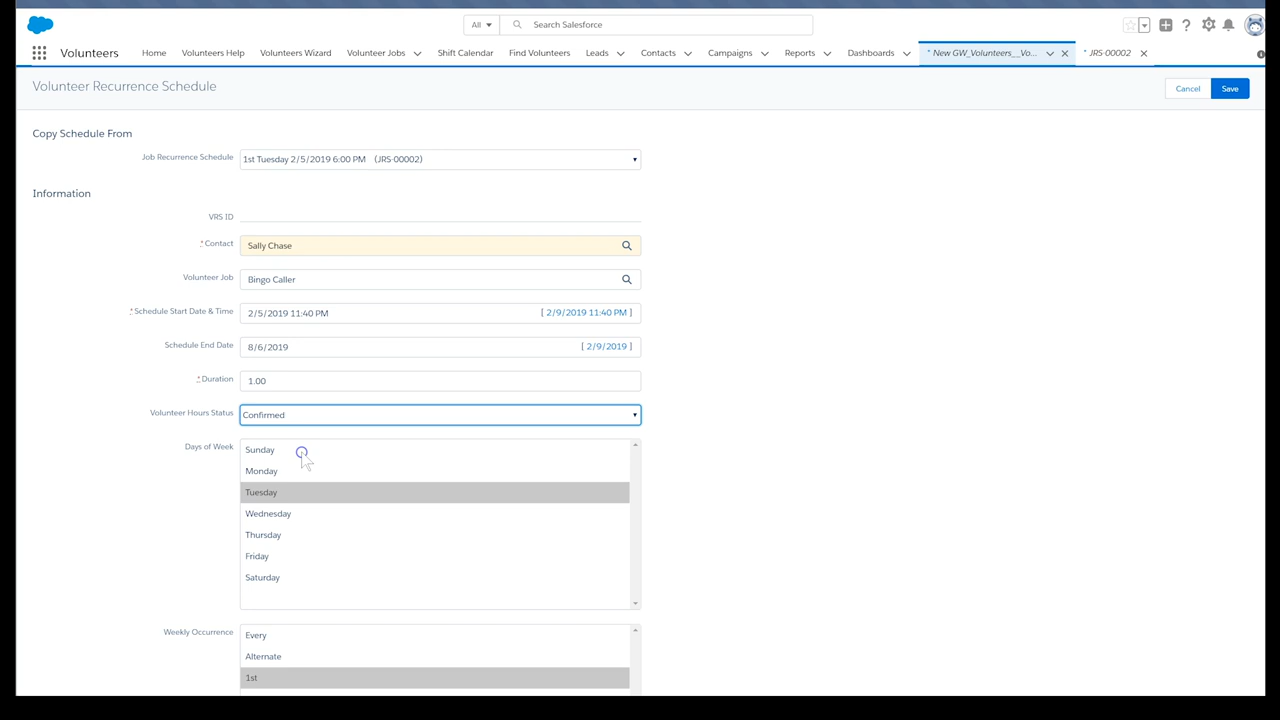 All
Search Salesforce
?
Volunteers
Home
Volunteers Help
Volunteers Wizard
Volunteer Jobs
Shift Calendar
Find Volunteers
Leads
Contacts
Campaigns
Reports
Dashboards
* New GW_Volunteers__Vo...
* JRS-00002
Volunteer Recurrence Schedule
Cancel
Save
Copy Schedule From
Job Recurrence Schedule
1st Tuesday 2/5/2019 6:00 PM (JRS-00002)
Information
VRS ID
* Contact
Sally Chase
Volunteer Job
Bingo Caller
* Schedule Start Date & Time
2/5/2019 11:40 PM
[ 2/9/2019 11:40 PM ]
Schedule End Date
8/6/2019
[ 2/9/2019 ]
* Duration
1.00
Volunteer Hours Status
Confirmed
Days of Week
Sunday
Monday
Tuesday
Wednesday
Thursday
Friday
Saturday
Weekly Occurrence
Every
Alternate
1st